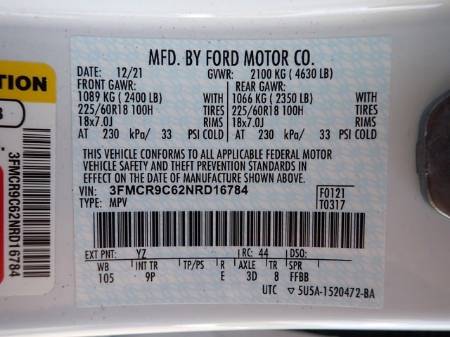 MFD. BY FORD MOTOR CO.
DATE: 12/21 GVWR: 2100 KG ( 4630 LB)
FRONT GAWR: REAR GAWR:
1089 KG ( 2400 LB) WITH 1066 KG ( 2350 LB) WITH
225/60R18 100H TIRES 225/60R18 100H TIRES
18x7.0J RIMS 18x7.0J RIMS
AT 230 kPa/ 33 PSI COLD AT 230 kPa/ 33 PSI COLD
THIS VEHICLE CONFORMS TO ALL APPLICABLE FEDERAL MOTOR
VEHICLE SAFETY AND THEFT PREVENTION STANDARDS IN
EFFECT ON THE DATE OF MANUFACTURE SHOWN ABOVE.
VIN: 3FMCR9C62NRD16784 F0121
TYPE: MPV T0317
EXT PNT: YZ RC: 44 DSO:
WB INT TR TP/PS R AXLE TR SPR
105 9P E 3D 8 FFBB
UTC ▽ 5U5A-1520472-BA
TION
3FMCR9C62NRD16784